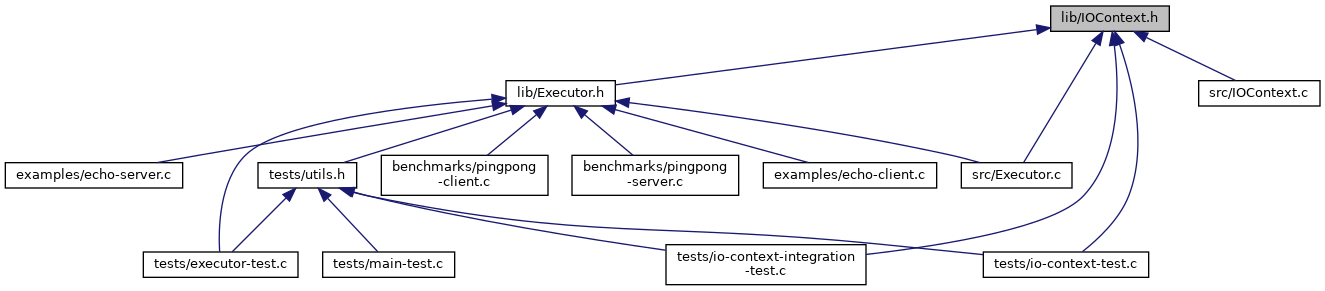 lib/IOContext.h
lib/Executor.h
src/IOContext.c
examples/echo-server.c
tests/utils.h
benchmarks/pingpong
-client.c
benchmarks/pingpong
-server.c
examples/echo-client.c
src/Executor.c
tests/executor-test.c
tests/main-test.c
tests/io-context-integration
-test.c
tests/io-context-test.c